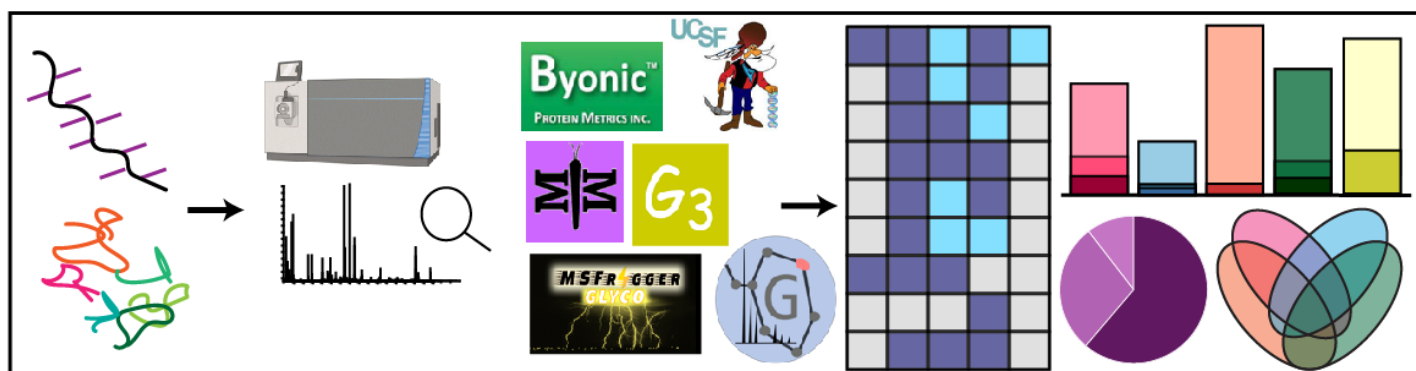 UCSF
Byonic™
PROTEIN METRICS INC.
M M
G3
MSFragger
GLYCO
G